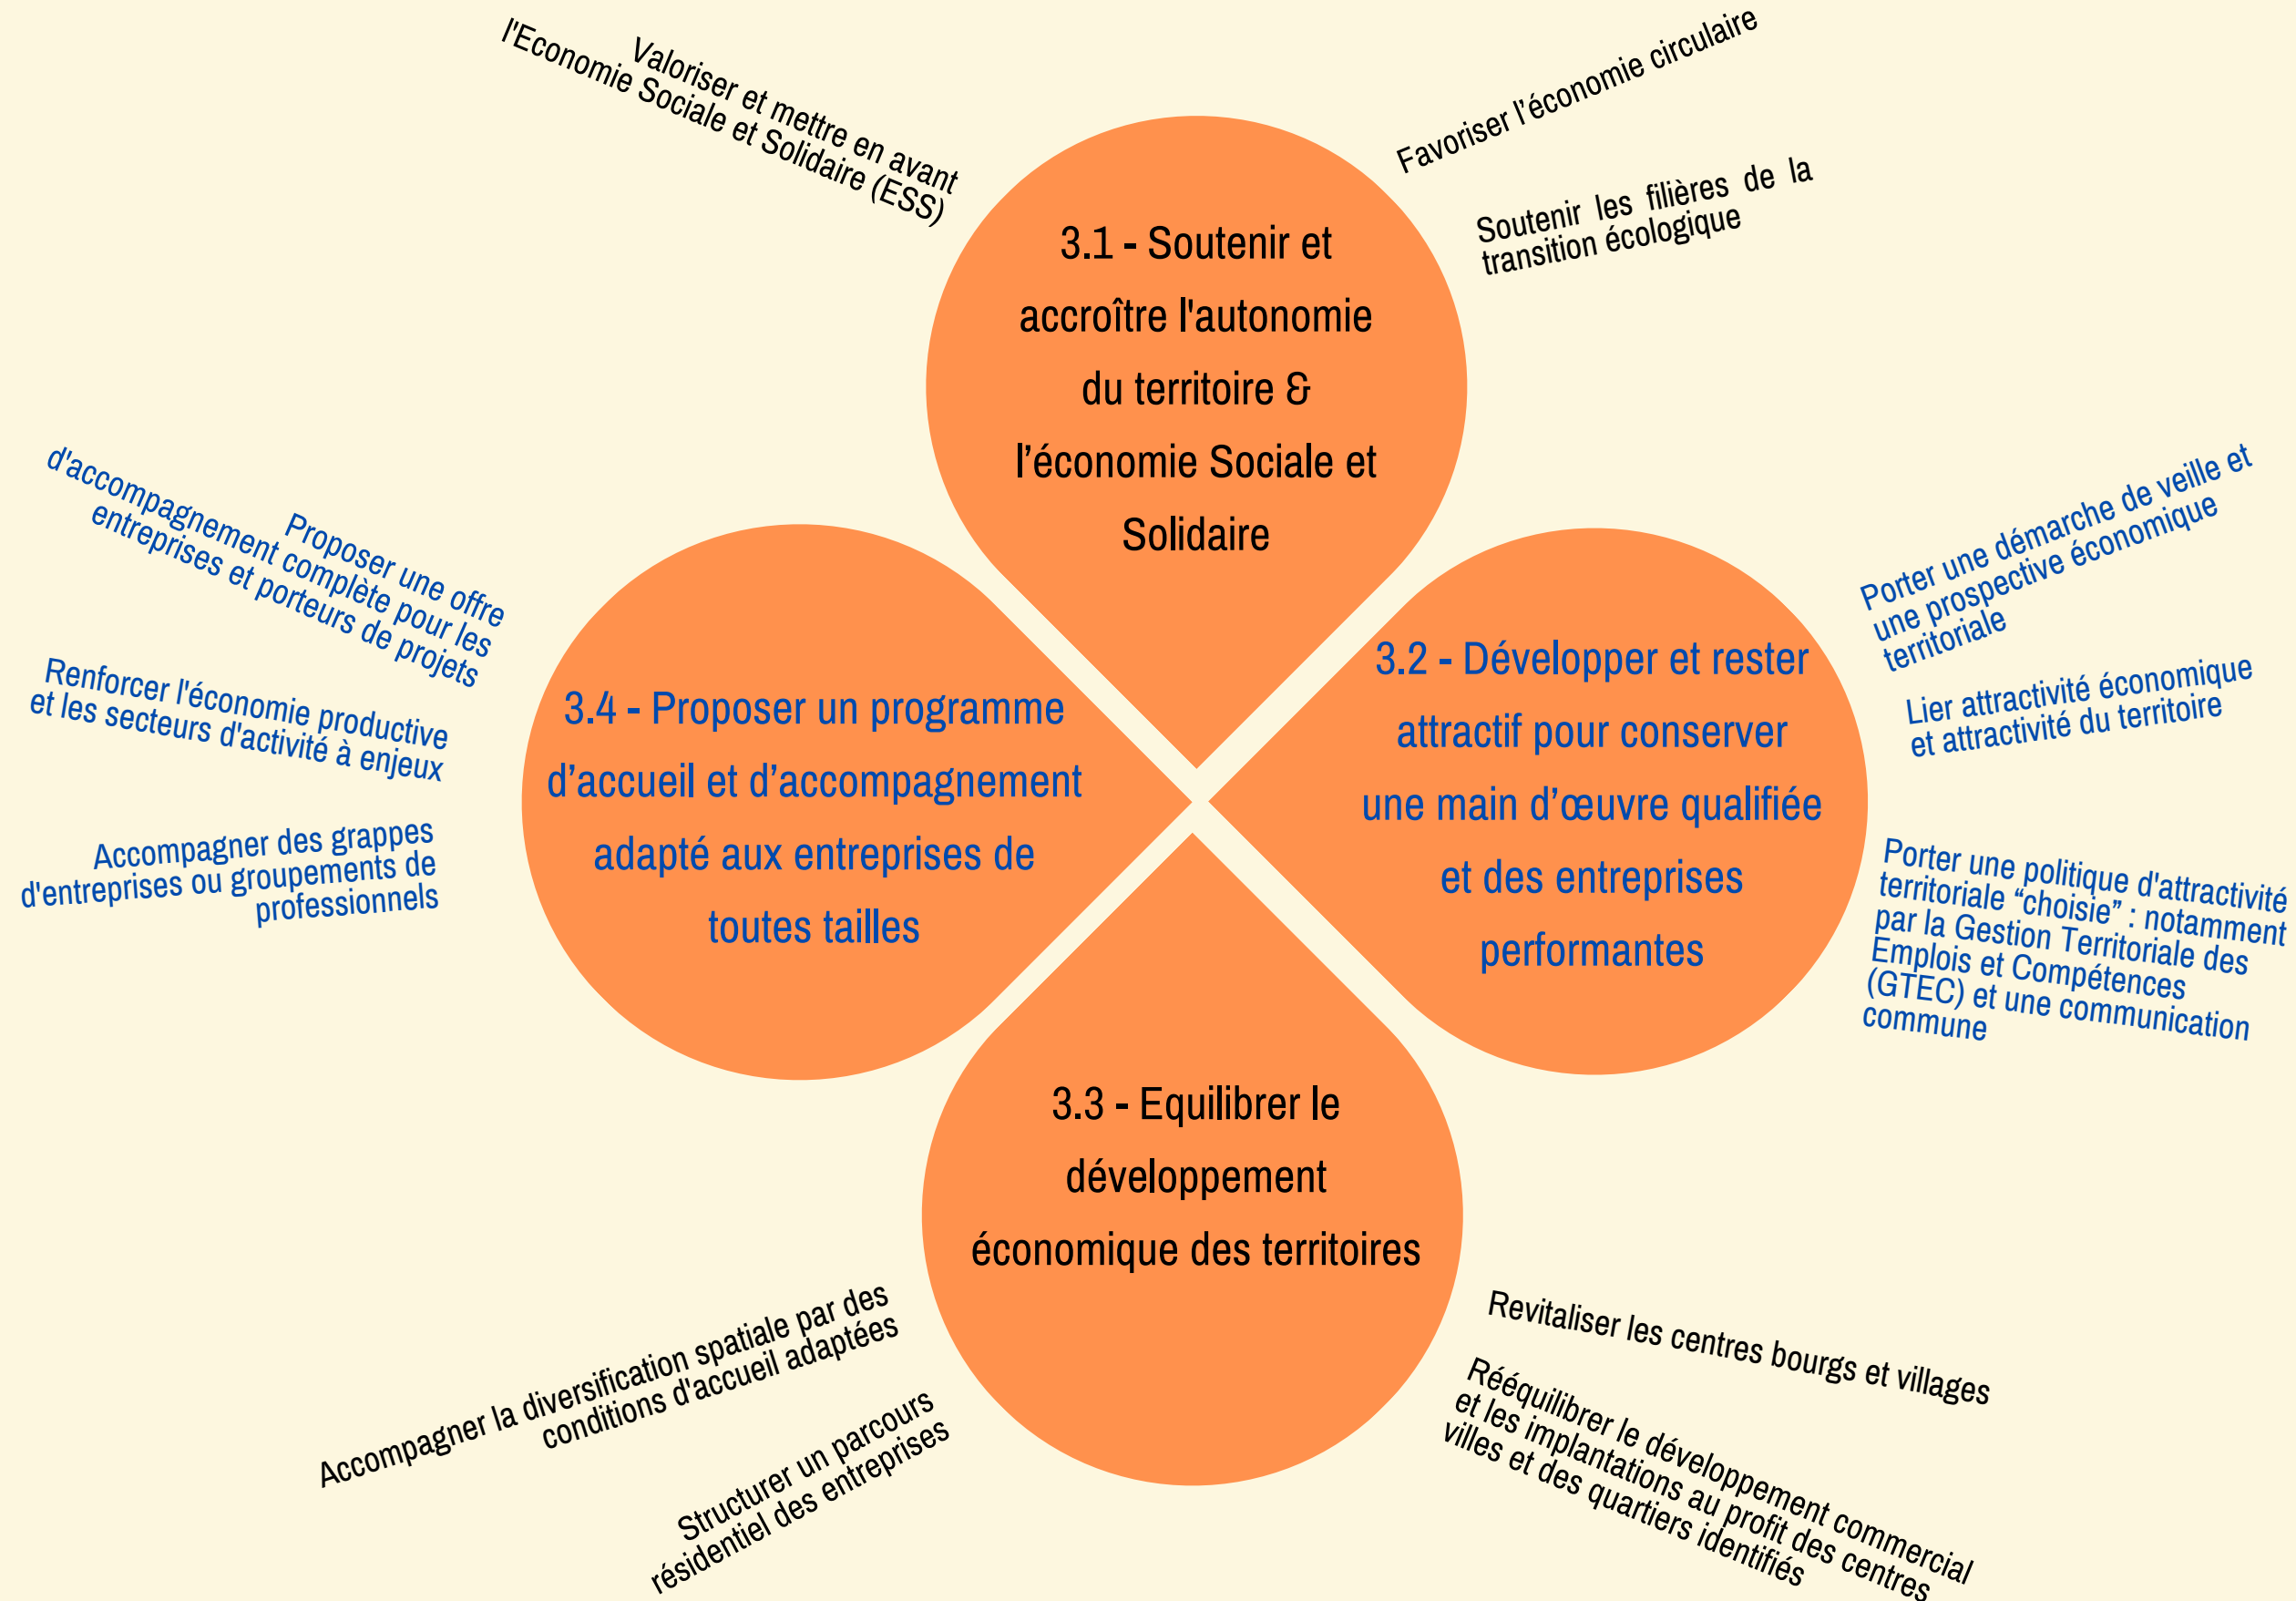 Valoriser et mettre en avant
l'Economie Sociale et Solidaire (ESS)
Favoriser l’économie circulaire
Soutenir les filières de la
transition écologique
3.1 - Soutenir et
accroître l'autonomie
du territoire &
l’économie Sociale et
Solidaire
Proposer une offre
d'accompagnement complète pour les
entreprises et porteurs de projets
Renforcer l'économie productive
et les secteurs d'activité à enjeux
Accompagner des grappes
d'entreprises ou groupements de
professionnels
3.4 - Proposer un programme
d’accueil et d’accompagnement
adapté aux entreprises de
toutes tailles
3.2 - Développer et rester
attractif pour conserver
une main d’œuvre qualifiée
et des entreprises
performantes
Porter une démarche de veille et
une prospective économique
territoriale
Lier attractivité économique
et attractivité du territoire
Porter une politique d'attractivité
territoriale “choisie” : notamment
par la Gestion Territoriale des
Emplois et Compétences
(GTEC) et une communication
commune
3.3 - Equilibrer le
développement
économique des territoires
Accompagner la diversification spatiale par des
conditions d'accueil adaptées
Structurer un parcours
résidentiel des entreprises
Revitaliser les centres bourgs et villages
Rééquilibrer le développement commercial
et les implantations au profit des centres
villes et des quartiers identifiés